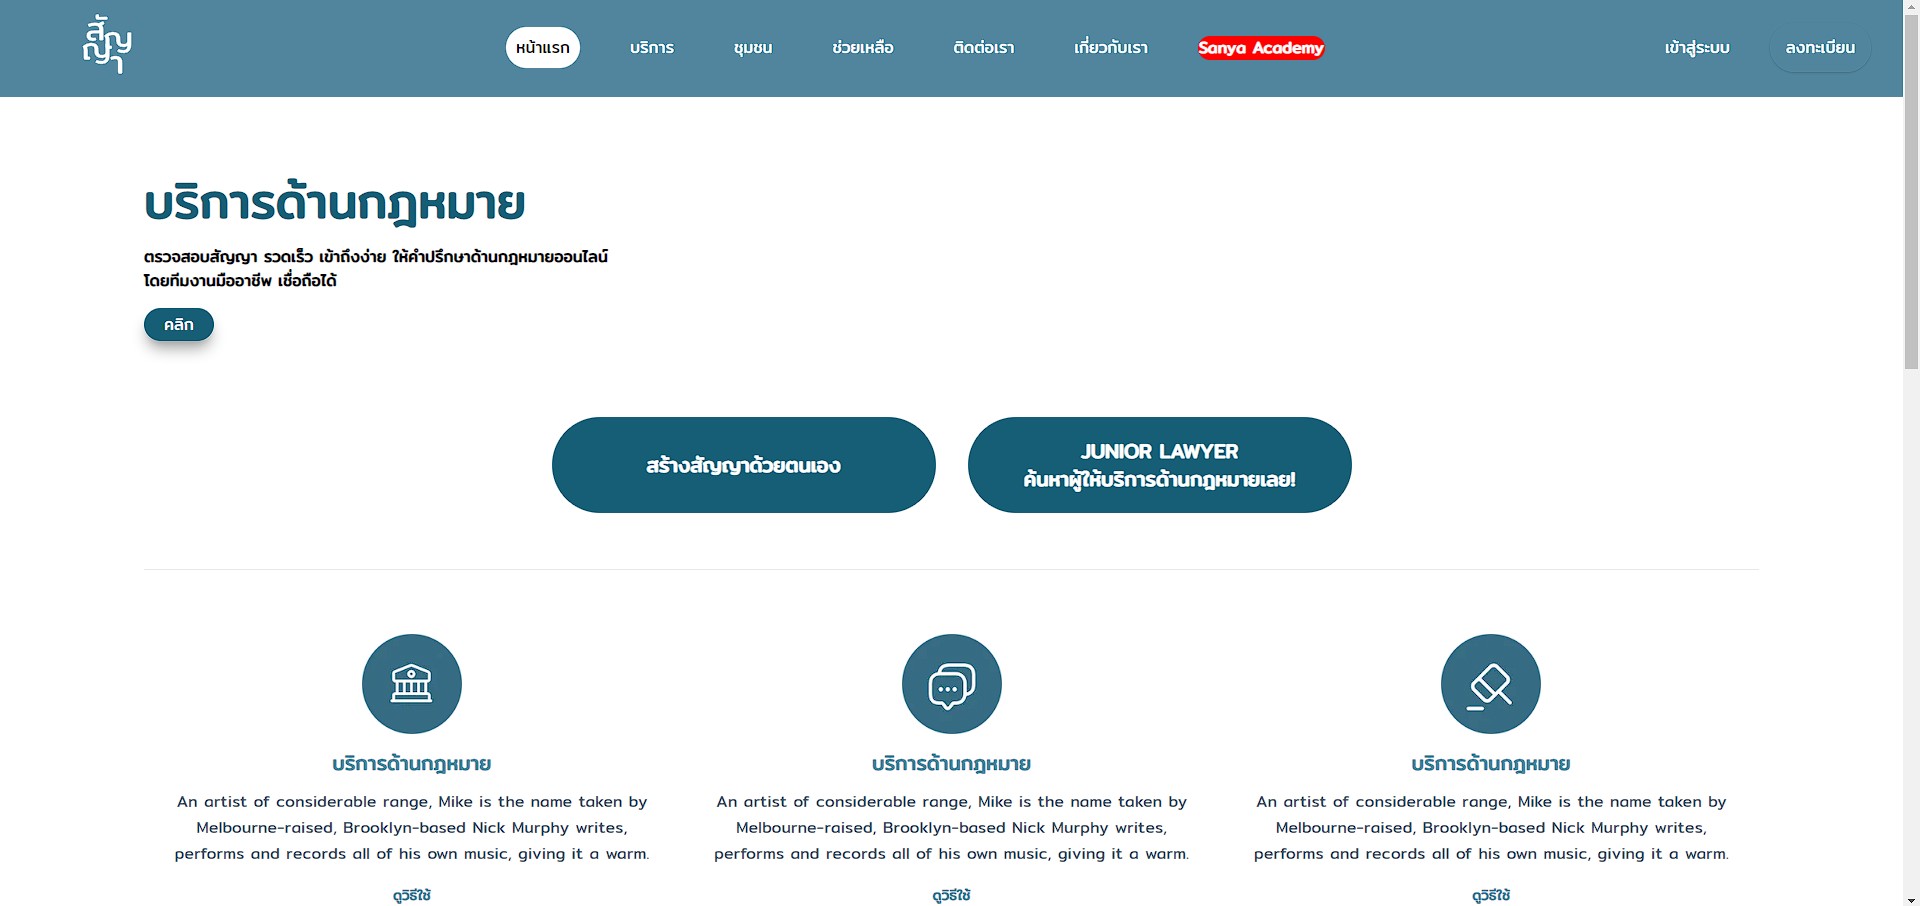 สัญญา
หน้าแรก
บริการ
ชุมชน
ช่วยเหลือ
ติดต่อเรา
เกี่ยวกับเรา
Sanya Academy
เข้าสู่ระบบ
ลงทะเบียน
บริการด้านกฎหมาย
ตรวจสอบสัญญา รวดเร็ว เข้าถึงง่าย ให้คำปรึกษาด้านกฎหมายออนไลน์
โดยทีมงานมืออาชีพ เชื่อถือได้
คลิก
สร้างสัญญาด้วยตนเอง
JUNIOR LAWYER
ค้นหาผู้ให้บริการด้านกฎหมายเลย!
บริการด้านกฎหมาย
An artist of considerable range, Mike is the name taken by
Melbourne-raised, Brooklyn-based Nick Murphy writes,
performs and records all of his own music, giving it a warm.
ดูวิธีใช้
บริการด้านกฎหมาย
An artist of considerable range, Mike is the name taken by
Melbourne-raised, Brooklyn-based Nick Murphy writes,
performs and records all of his own music, giving it a warm.
ดูวิธีใช้
บริการด้านกฎหมาย
An artist of considerable range, Mike is the name taken by
Melbourne-raised, Brooklyn-based Nick Murphy writes,
performs and records all of his own music, giving it a warm.
ดูวิธีใช้